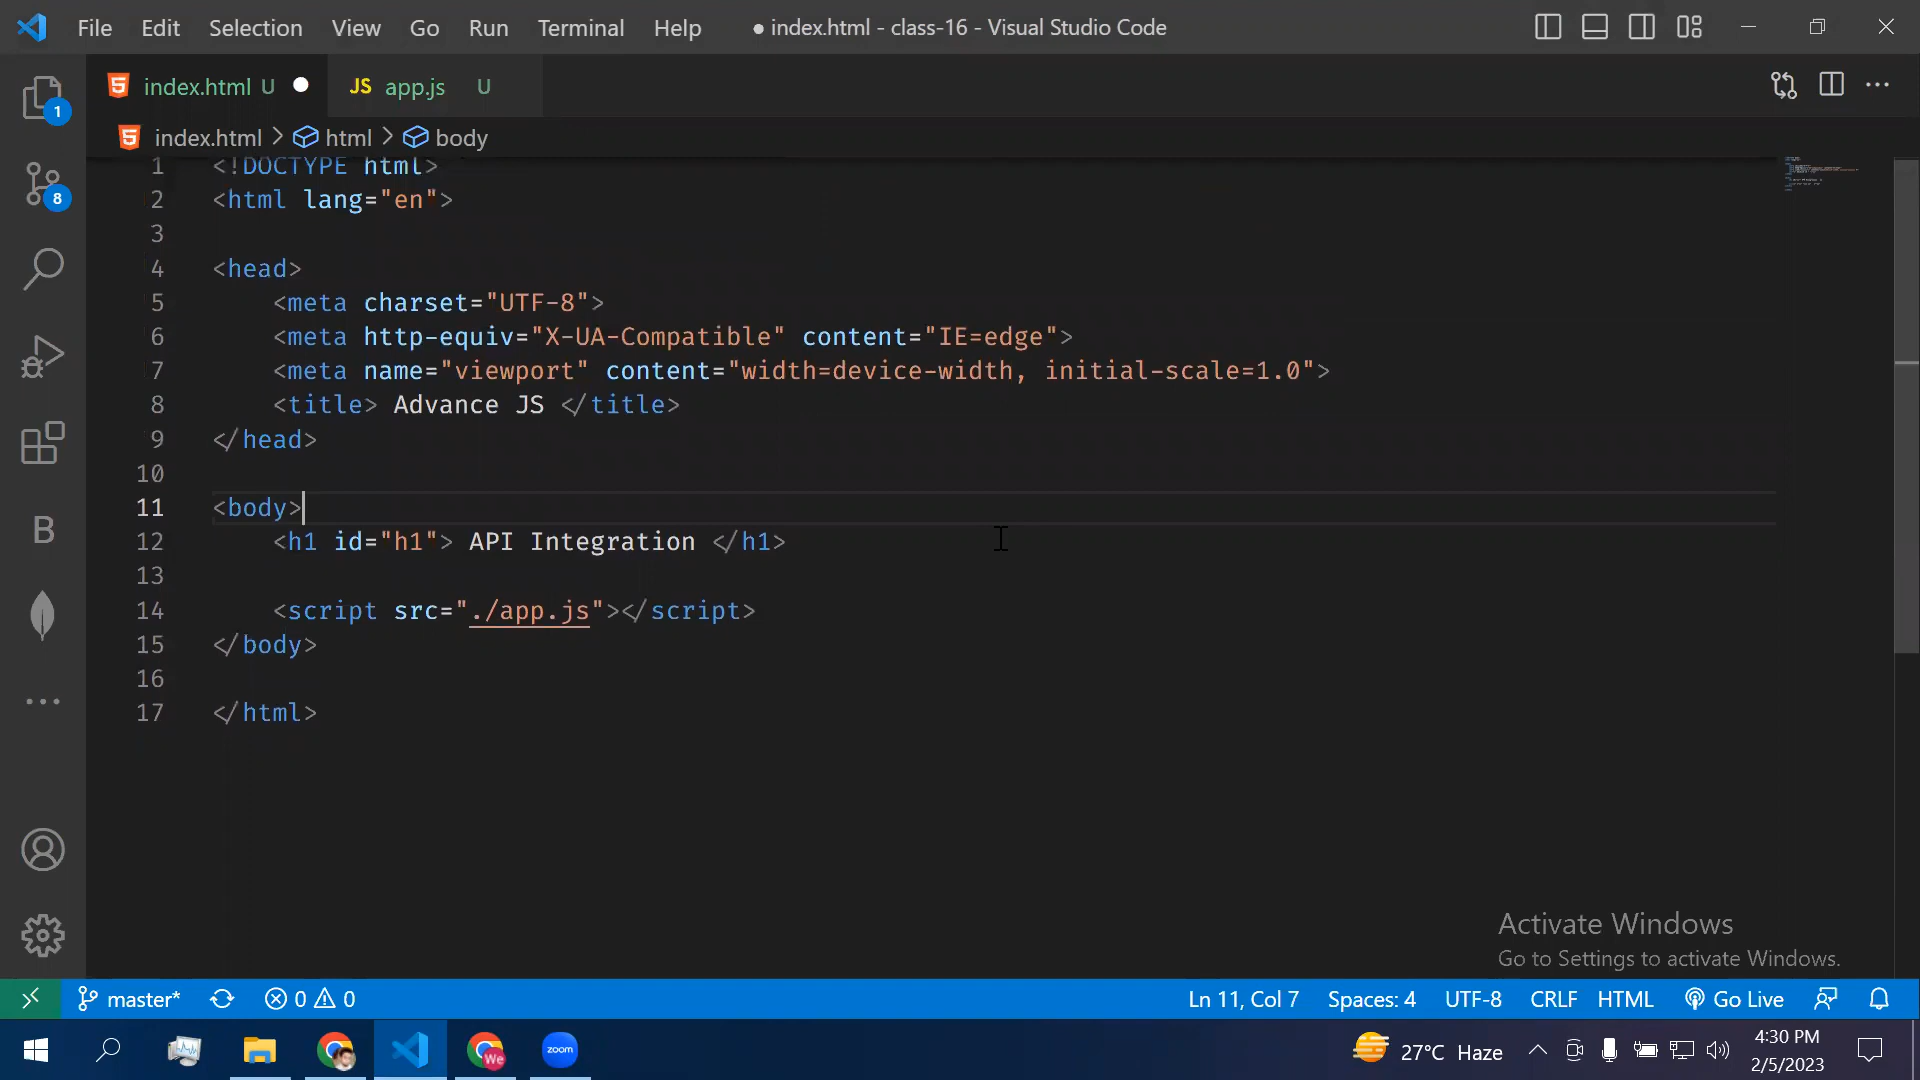 File Edit Selection View Go Run Terminal Help ● index.html - class-16 - Visual Studio Code
index.html U JS app.js U
1
index.html > html > body
1 <!DOCTYPE html>
2 <html lang="en">
8
3
4 <head>
5 <meta charset="UTF-8">
6 <meta http-equiv="X-UA-Compatible" content="IE=edge">
7 <meta name="viewport" content="width=device-width, initial-scale=1.0">
8 <title> Advance JS </title>
9 </head>
10
11 <body>
B
12 <h1 id="h1"> API Integration </h1>
13
14 <script src="./app.js"></script>
15 </body>
16
17 </html>
Activate Windows
Go to Settings to activate Windows.
master* 0 0 Ln 11, Col 7 Spaces: 4 UTF-8 CRLF HTML Go Live
We zoom 27°C Haze 4:30 PM
2/5/2023